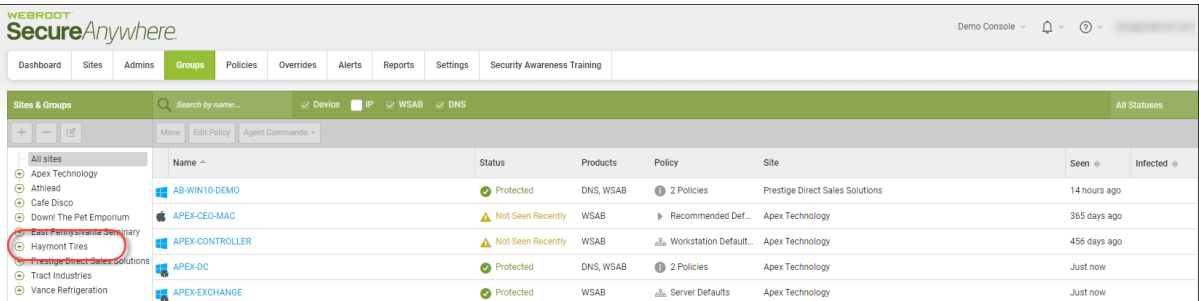 WEBROOT
SecureAnywhere.
Demo Console
Dashboard Sites Admins Groups Policies Overrides Alerts Reports Settings Security Awareness Training
Sites & Groups Search by name... Device IP WSAB DNS All Statuses
Move Edit Policy Agent Commands
All sites
Apex Technology
Athlead
Cafe Disco
Down! The Pet Emporium
East Pennysylvania Seminary
Haymont Tires
Prestige Direct Sales Solutions
Tract Industries
Vance Refrigeration
Name Status Products Policy Site Seen Infected
AB-WIN10-DEMO Protected DNS, WSAB 2 Policies Prestige Direct Sales Solutions 14 hours ago
APEX-CEO-MAC Not Seen Recently WSAB Recommended Def... Apex Technology 365 days ago
APEX-CONTROLLER Not Seen Recently WSAB Workstation Default... Apex Technology 456 days ago
APEX-DC Protected DNS, WSAB 2 Policies Apex Technology Just now
APEX-EXCHANGE Protected WSAB Server Defaults Apex Technology Just now